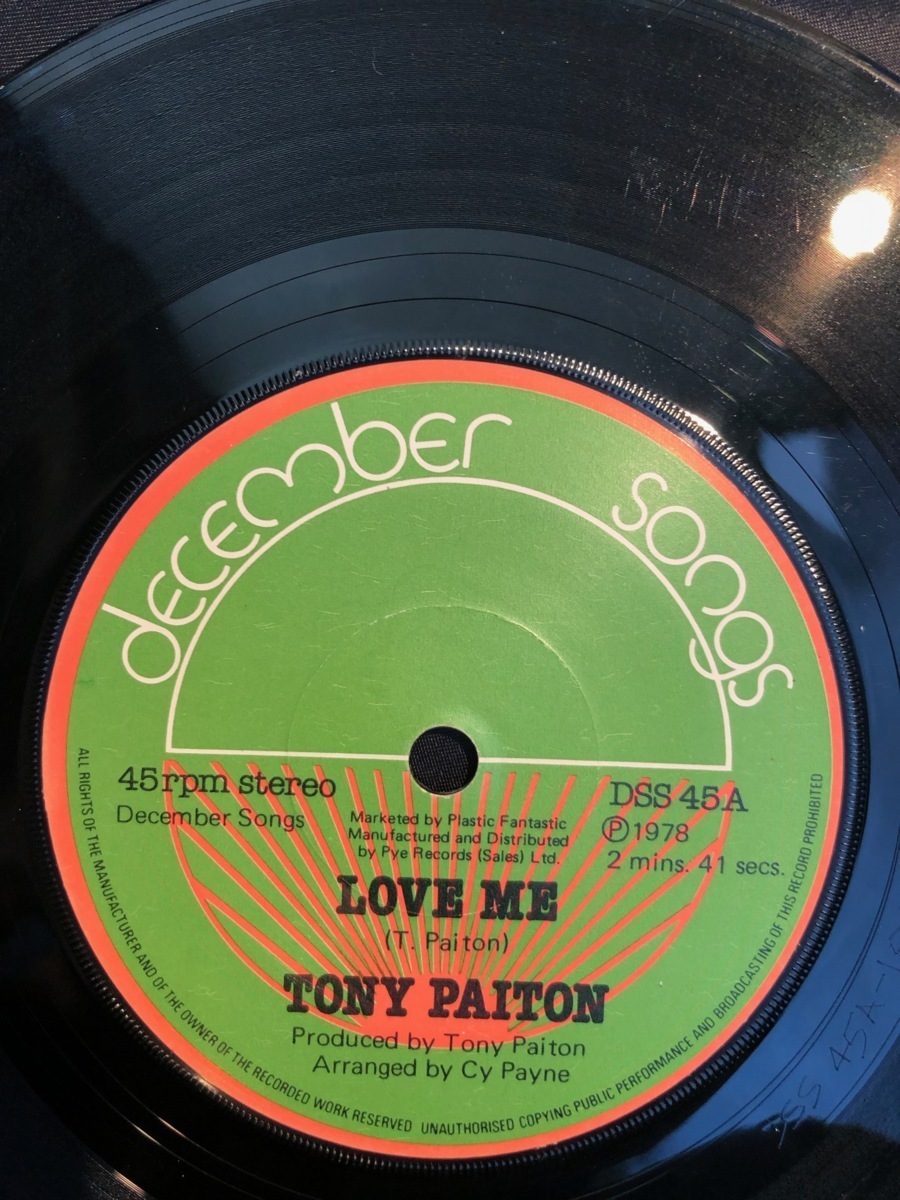 december songs
45rpm stereo
December Songs
Marketed by Plastic Fantastic
Manufactured and Distributed
by Pye Records (Sales) Ltd.
DSS 45A
Ⓟ1978
2 mins. 41 secs.
LOVE ME
(T. Paiton)
TONY PAITON
Produced by Tony Paiton
Arranged by Cy Payne
ALL RIGHTS OF THE MANUFACTURER AND OF THE OWNER OF THE RECORDED WORK RESERVED UNAUTHORISED COPYING PUBLIC PERFORMANCE AND BROADCASTING OF THIS RECORD PROHIBITED